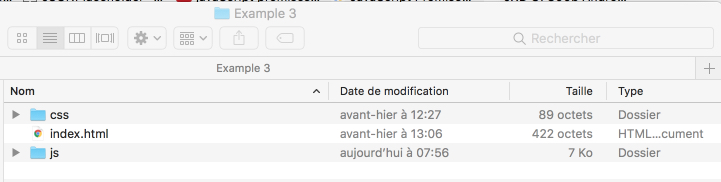 Example 3
Rechercher
Example 3
Nom Date de modification Taille Type
css avant-hier à 12:27 89 octets Dossier
index.html avant-hier à 13:06 422 octets HTML...cument
js aujourd'hui à 07:56 7 Ko Dossier